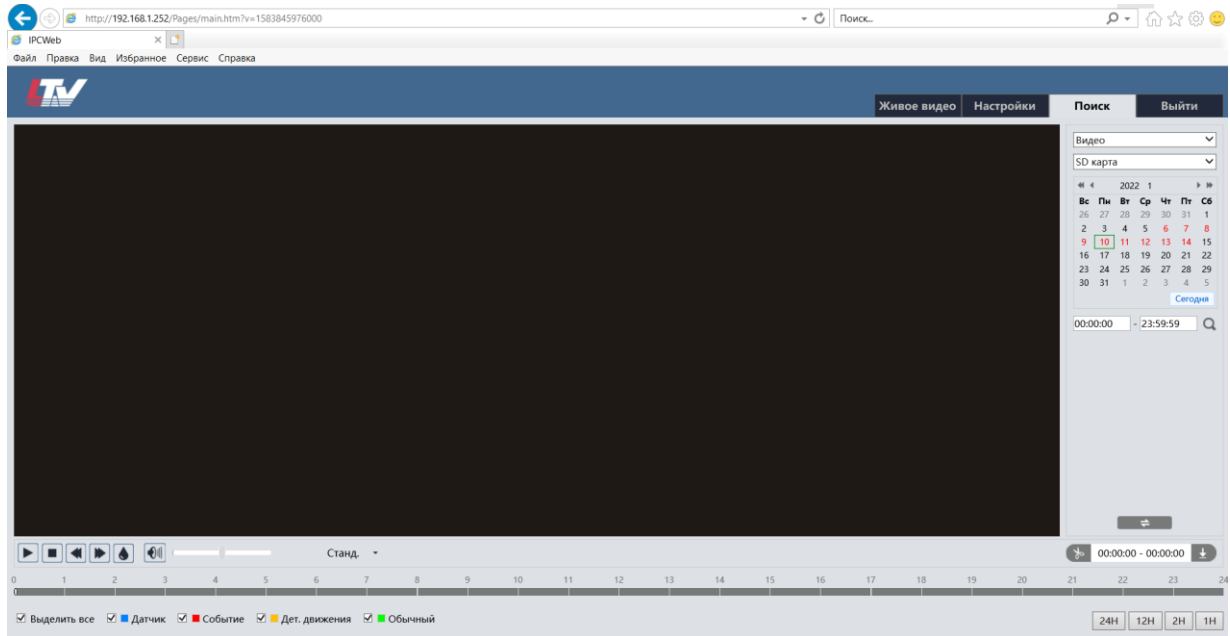 http://192.168.1.252/Pages/main.htm?v=1583845976000
Поиск...
IPCWeb
Файл Правка Вид Избранное Сервис Справка
LTV
Живое видео Настройки Поиск Выйти
Видео
SD карта
2022 1
Вс Пн Вт Ср Чт Пт Сб
26 27 28 29 30 31 1
2 3 4 5 6 7 8
9 10 11 12 13 14 15
16 17 18 19 20 21 22
23 24 25 26 27 28 29
30 31 1 2 3 4 5
Сегодня
00:00:00 - 23:59:59
Станд.
00:00:00 - 00:00:00
0 1 2 3 4 5 6 7 8 9 10 11 12 13 14 15 16 17 18 19 20 21 22 23 24
Выделить все Датчик Событие Дет. движения Обычный
24H 12H 2H 1H